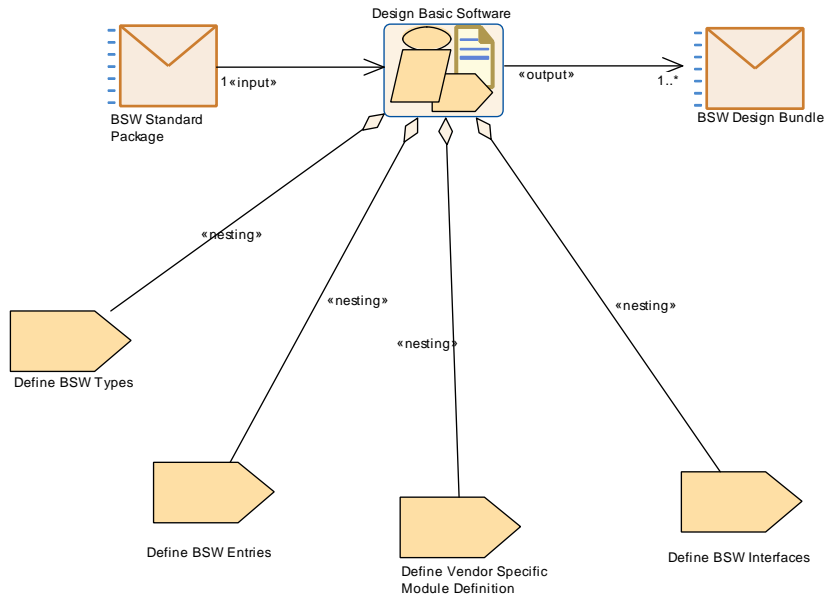 Design Basic Software
1 «input»
«output»
1..*
BSW Standard
Package
BSW Design Bundle
«nesting»
«nesting»
«nesting»
«nesting»
Define BSW Types
Define BSW Entries
Define Vendor Specific
Module Definition
Define BSW Interfaces